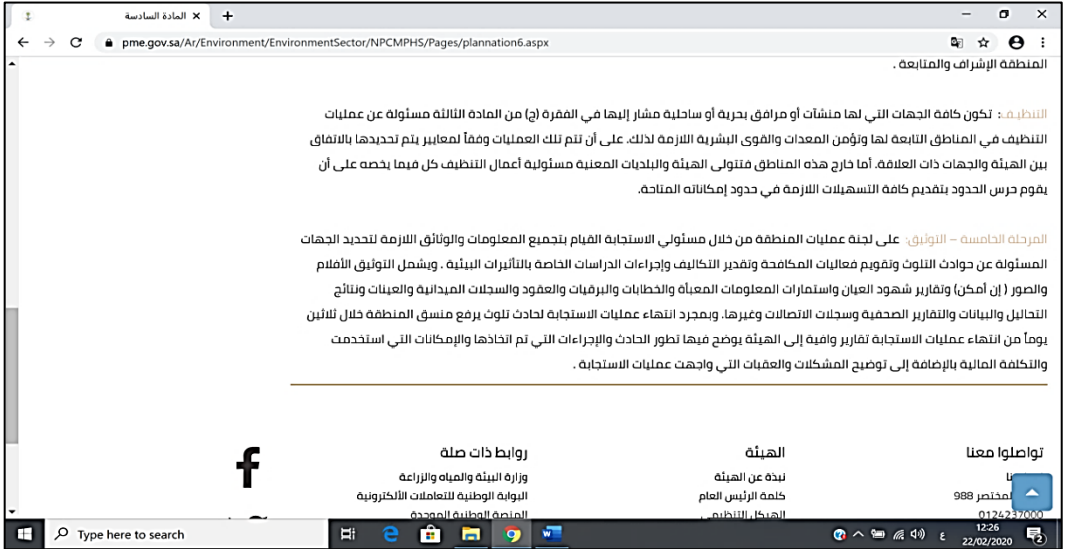 المادة السادسة
pme.gov.sa/Ar/Environment/EnvironmentSector/NPCMPHS/Pages/plannation6.aspx
المنطقة الإشراف والمتابعة .
التنظيف: تكون كافة الجهات التي لها منشآت أو مرافق بحرية أو ساحلية مشار إليها في الفقرة (ج) من المادة الثالثة مسئولة عن عمليات
التنظيف في المناطق التابعة لها وتؤمن المعدات والقوى البشرية اللازمة لذلك. على أن تتم تلك العمليات وفقاً لمعايير يتم تحديدها بالاتفاق
بين الهيئة والجهات ذات العلاقة. أما خارج هذه المناطق فتتولى الهيئة والبلديات المعنية مسئولية أعمال التنظيف كل فيما يخصه على أن
يقوم حرس الحدود بتقديم كافة التسهيلات اللازمة في حدود إمكاناته المتاحة.
المرحلة الخامسة – التوثيق: على لجنة عمليات المنطقة من خلال مسئولي الاستجابة القيام بتجميع المعلومات والوثائق اللازمة لتحديد الجهات
المسئولة عن حوادث التلوث وتقويم فعاليات المكافحة وتقدير التكاليف وإجراءات الدراسات الخاصة بالتأثيرات البيئية . ويشمل التوثيق الأفلام
والصور ( إن أمكن) وتقارير شهود العيان واستمارات المعلومات المعبأة والخطابات والبرقيات والعقود والسجلات الميدانية والعينات ونتائج
التحاليل والبيانات والتقارير الصحفية وسجلات الاتصالات وغيرها. وبمجرد انتهاء عمليات الاستجابة لحادث تلوث يرفع منسق المنطقة خلال ثلاثين
يوماً من انتهاء عمليات الاستجابة تقارير وافية إلى الهيئة يوضح فيها تطور الحادث والإجراءات التي تم اتخاذها والإمكانات التي استخدمت
والتكلفة المالية بالإضافة إلى توضيح المشكلات والعقبات التي واجهت عمليات الاستجابة .
تواصلوا معنا
988
0124237000
الهيئة
نبذة عن الهيئة
كلمة الرئيس العام
الهيكل التنظيمي
روابط ذات صلة
وزارة البيئة والمياه والزراعة
البوابة الوطنية للتعاملات الألكترونية
المنصة الوطنية الموحدة
Type here to search
ع
12:26
22/02/2020